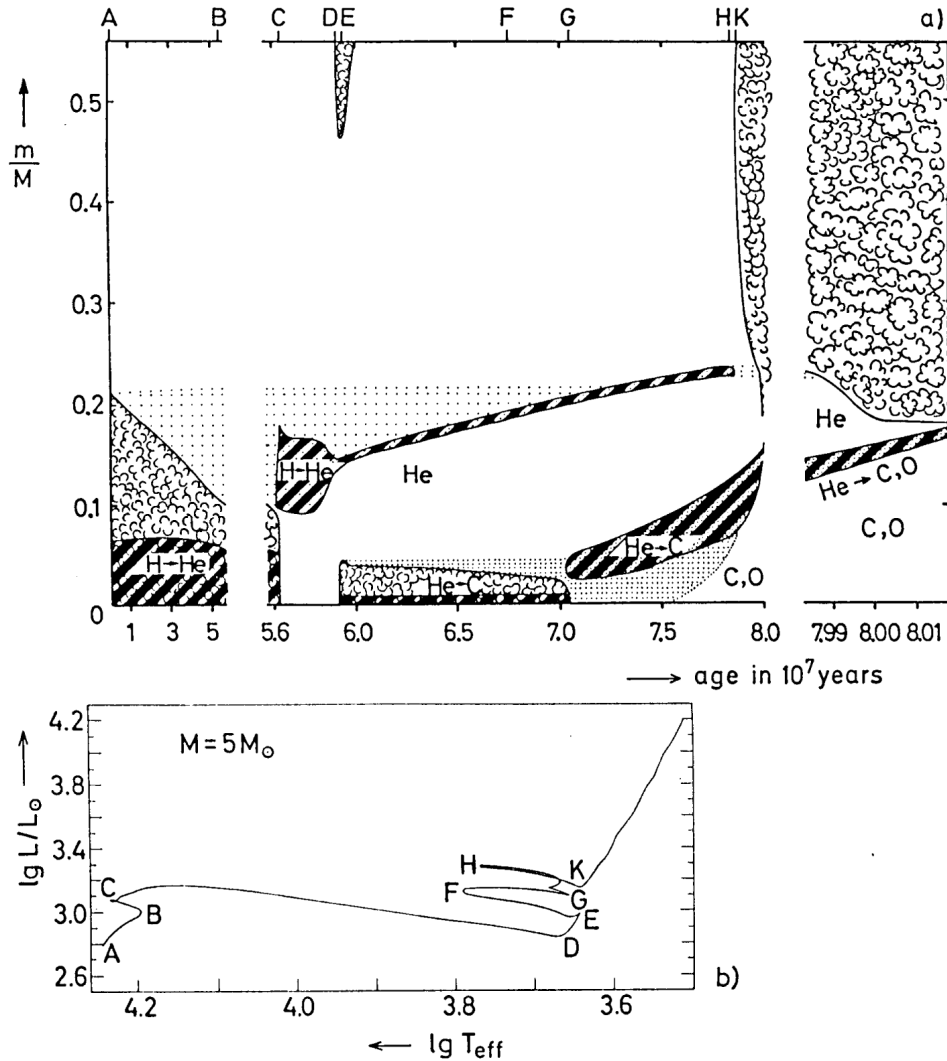 A B C D E F G H K a)
0.5
m/M
0.4
0.3
0.2
0.1
0
H→He
H→He
He
He→C
He→C
C,O
He
He→C,O
C,O
1 3 5 5.6 6.0 6.5 7.0 7.5 8.0 7.99 8.00 8.01
→ age in 10⁷ years
4.2
3.8
3.4
3.0
2.6
lg L/L☉ →
M = 5M☉
H
K
F
G
C
E
B
D
A
b)
4.2 4.0 3.8 3.6
← lg Teff